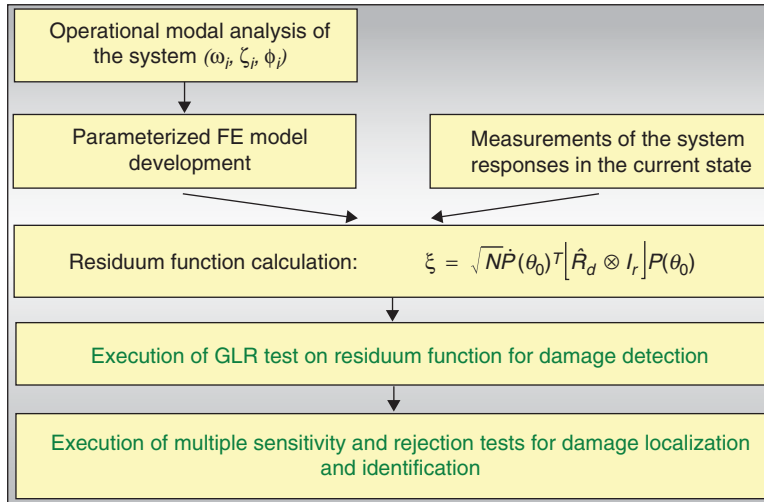 Operational modal analysis of
the system (ωᵢ, ζᵢ, ϕᵢ)
Parameterized FE model
development
Measurements of the system
responses in the current state
Residuum function calculation: ξ = √NṖ(θ₀)ᵀ⌊R̂_d ⊗ I_r⌋P(θ₀)
Execution of GLR test on residuum function for damage detection
Execution of multiple sensitivity and rejection tests for damage localization
and identification